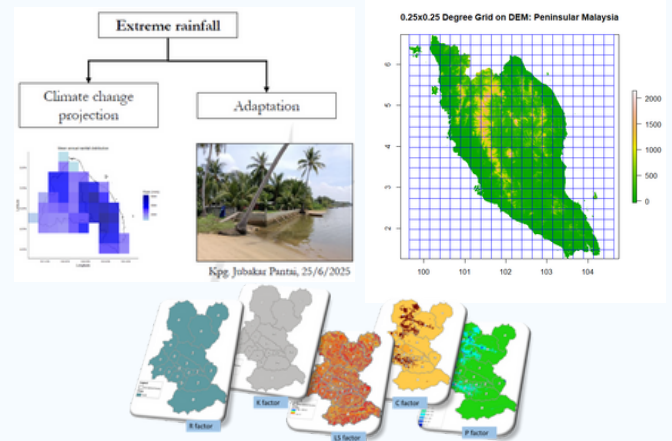 Extreme rainfall
Climate change
projection
Adaptation
Kpg. Jubakar Pantai, 25/6/2025
0.25x0.25 Degree Grid on DEM: Peninsular Malaysia
6
5
4
3
2
100
101
102
103
104
2000
1500
1000
500
0
R factor
K factor
LS factor
C factor
P factor